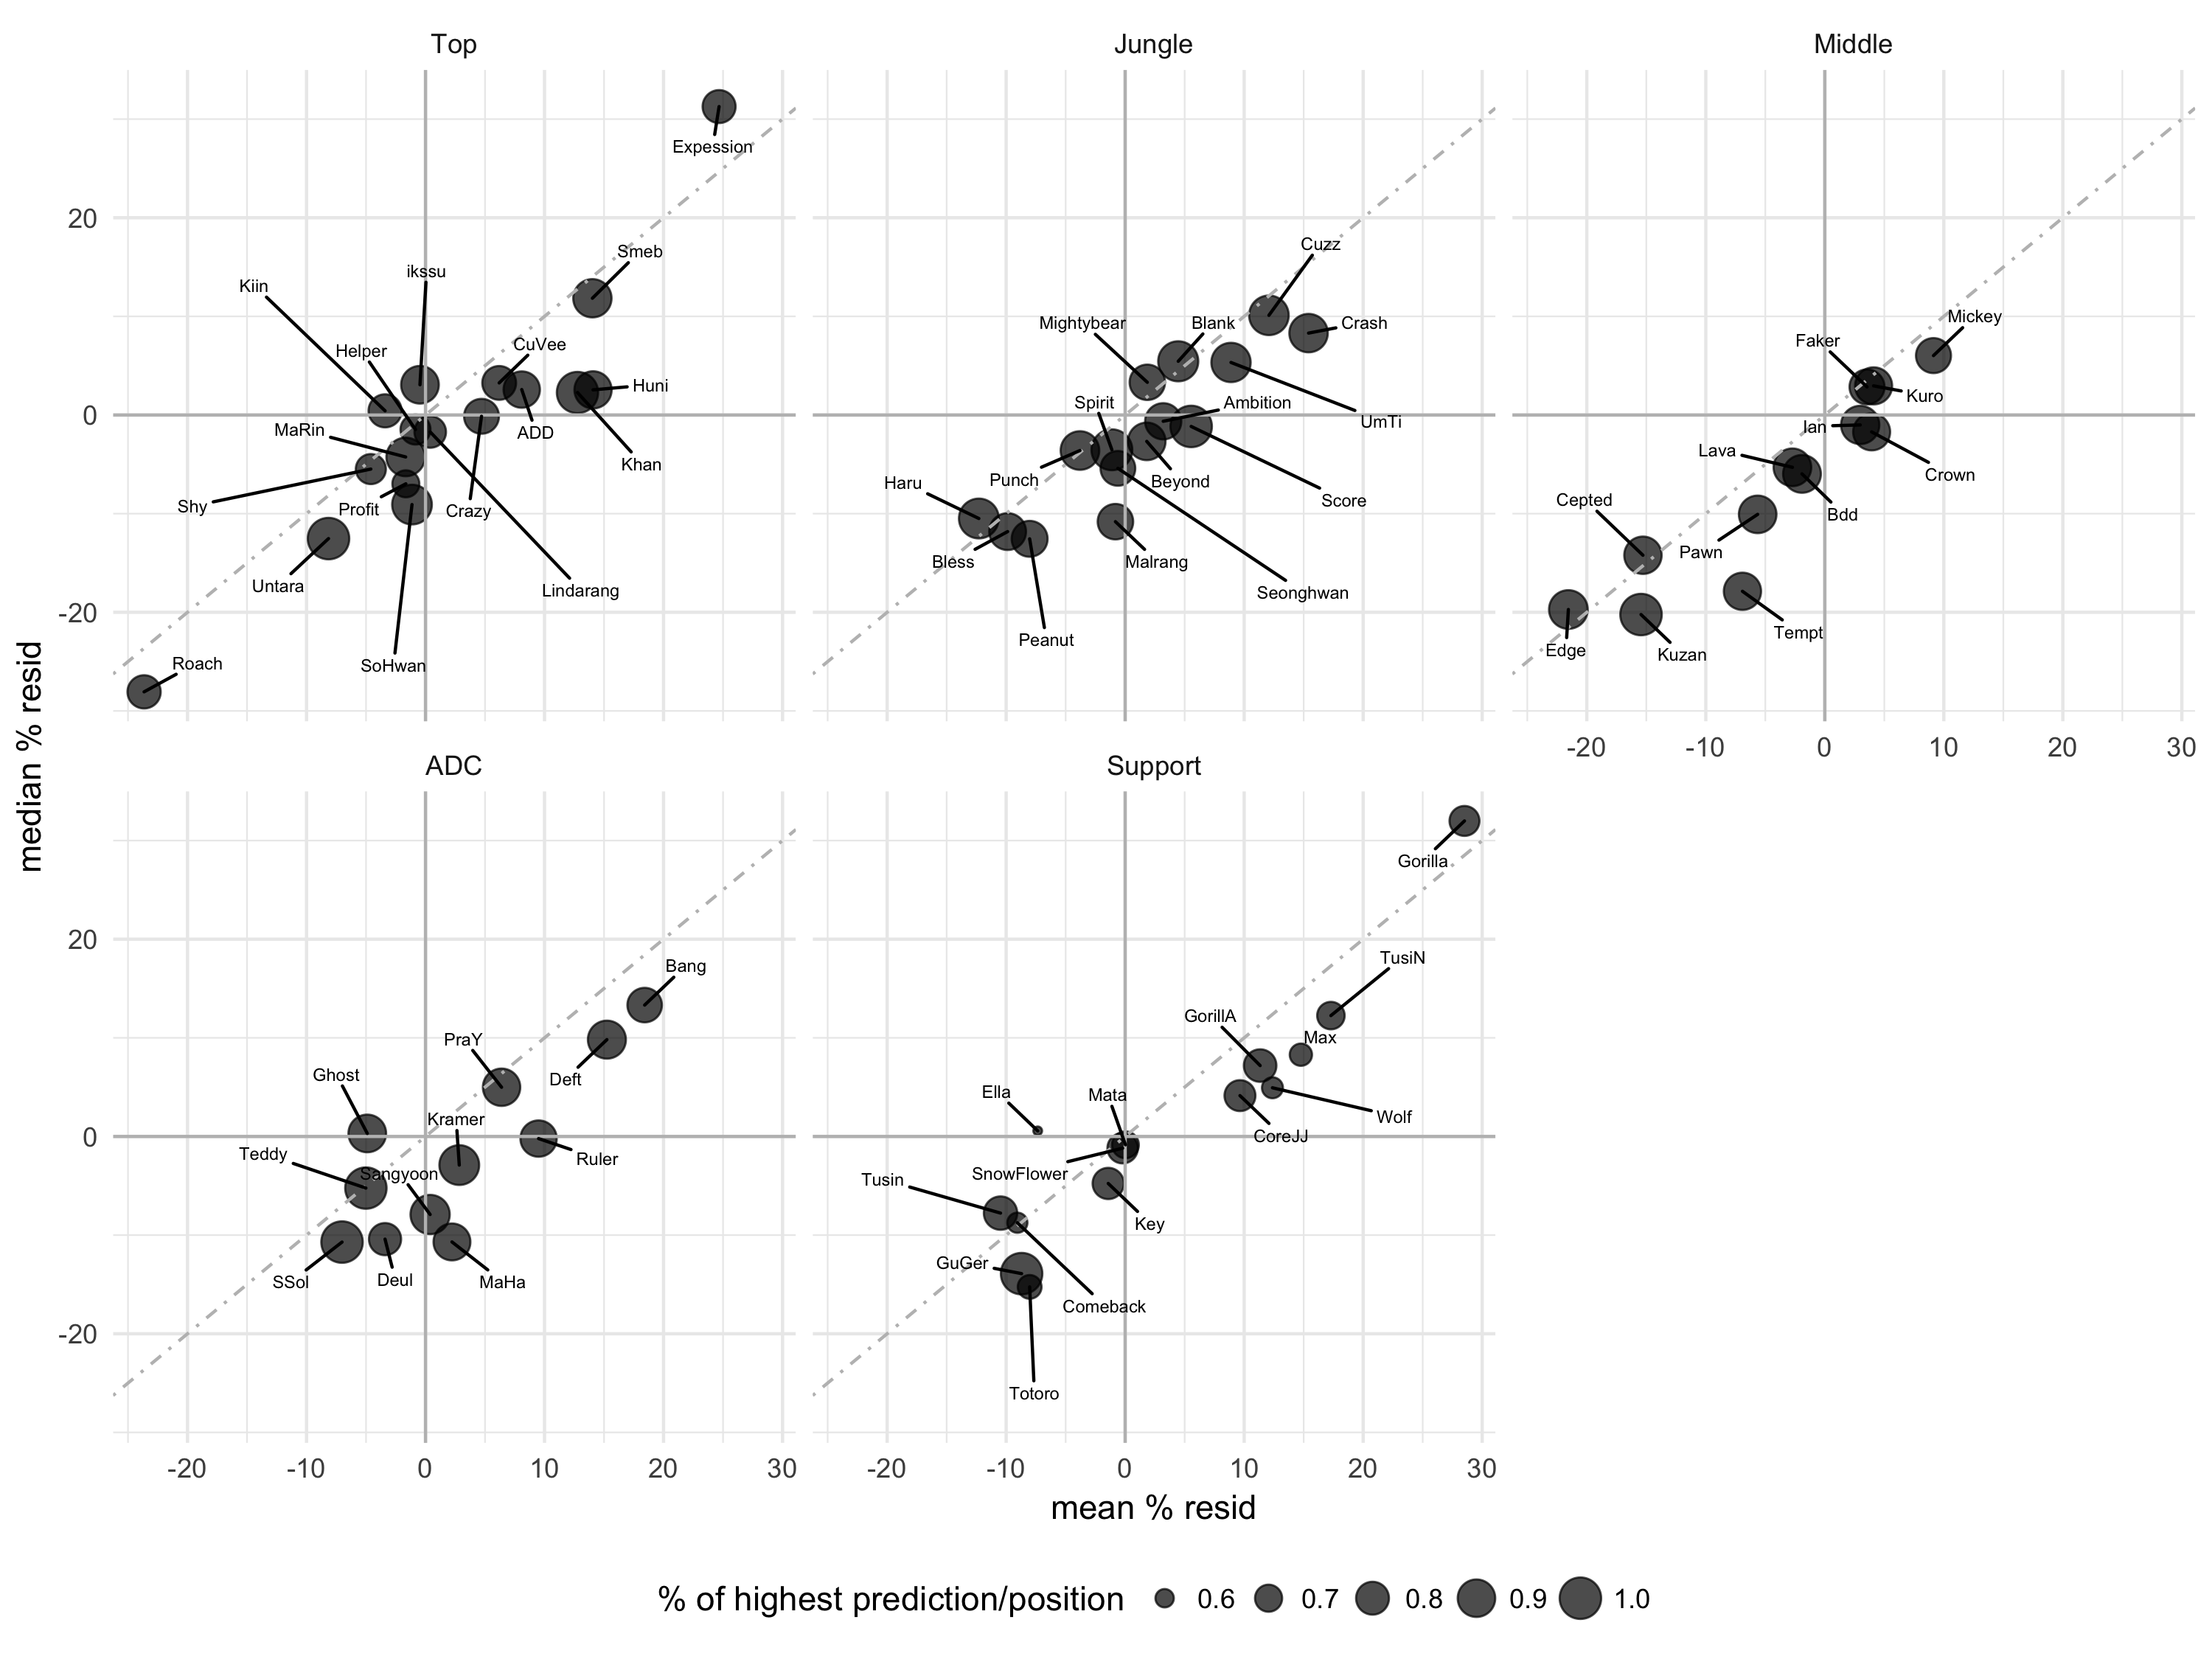 Top
Jungle
Middle
median % resid
20
0
-20
Expession
Smeb
ikssu
Kiin
Helper
CuVee
Huni
MaRin
ADD
Khan
Shy
Profit
Crazy
Untara
Lindarang
SoHwan
Roach
Cuzz
Mightybear
Blank
Crash
Spirit
Ambition
UmTi
Punch
Haru
Beyond
Score
Bless
Malrang
Seonghwan
Peanut
Mickey
Faker
Kuro
Ian
Lava
Crown
Cepted
Bdd
Pawn
Tempt
Edge
Kuzan
-20 -10 0 10 20 30
ADC
Support
20
0
-20
Bang
PraY
Deft
Ghost
Kramer
Teddy
Sangyoon
Ruler
SSol
Deul
MaHa
Gorilla
TusiN
GorillA
Max
Ella
Mata
Wolf
CoreJJ
SnowFlower
Tusin
Key
GuGer
Comeback
Totoro
-20 -10 0 10 20 30
-20 -10 0 10 20 30
mean % resid
% of highest prediction/position 0.6 0.7 0.8 0.9 1.0